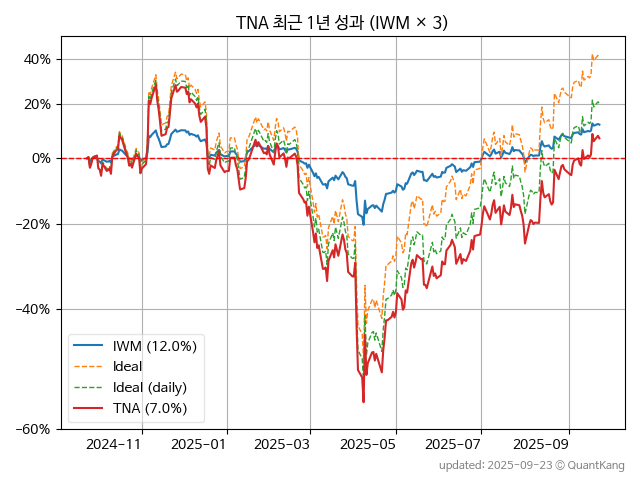 TNA 최근 1년 성과 (IWM × 3)
40%
20%
0%
−20%
−40%
−60%
IWM (12.0%)
Ideal
Ideal (daily)
TNA (7.0%)
2024-11
2025-01
2025-03
2025-05
2025-07
2025-09
updated: 2025-09-23 © QuantKang